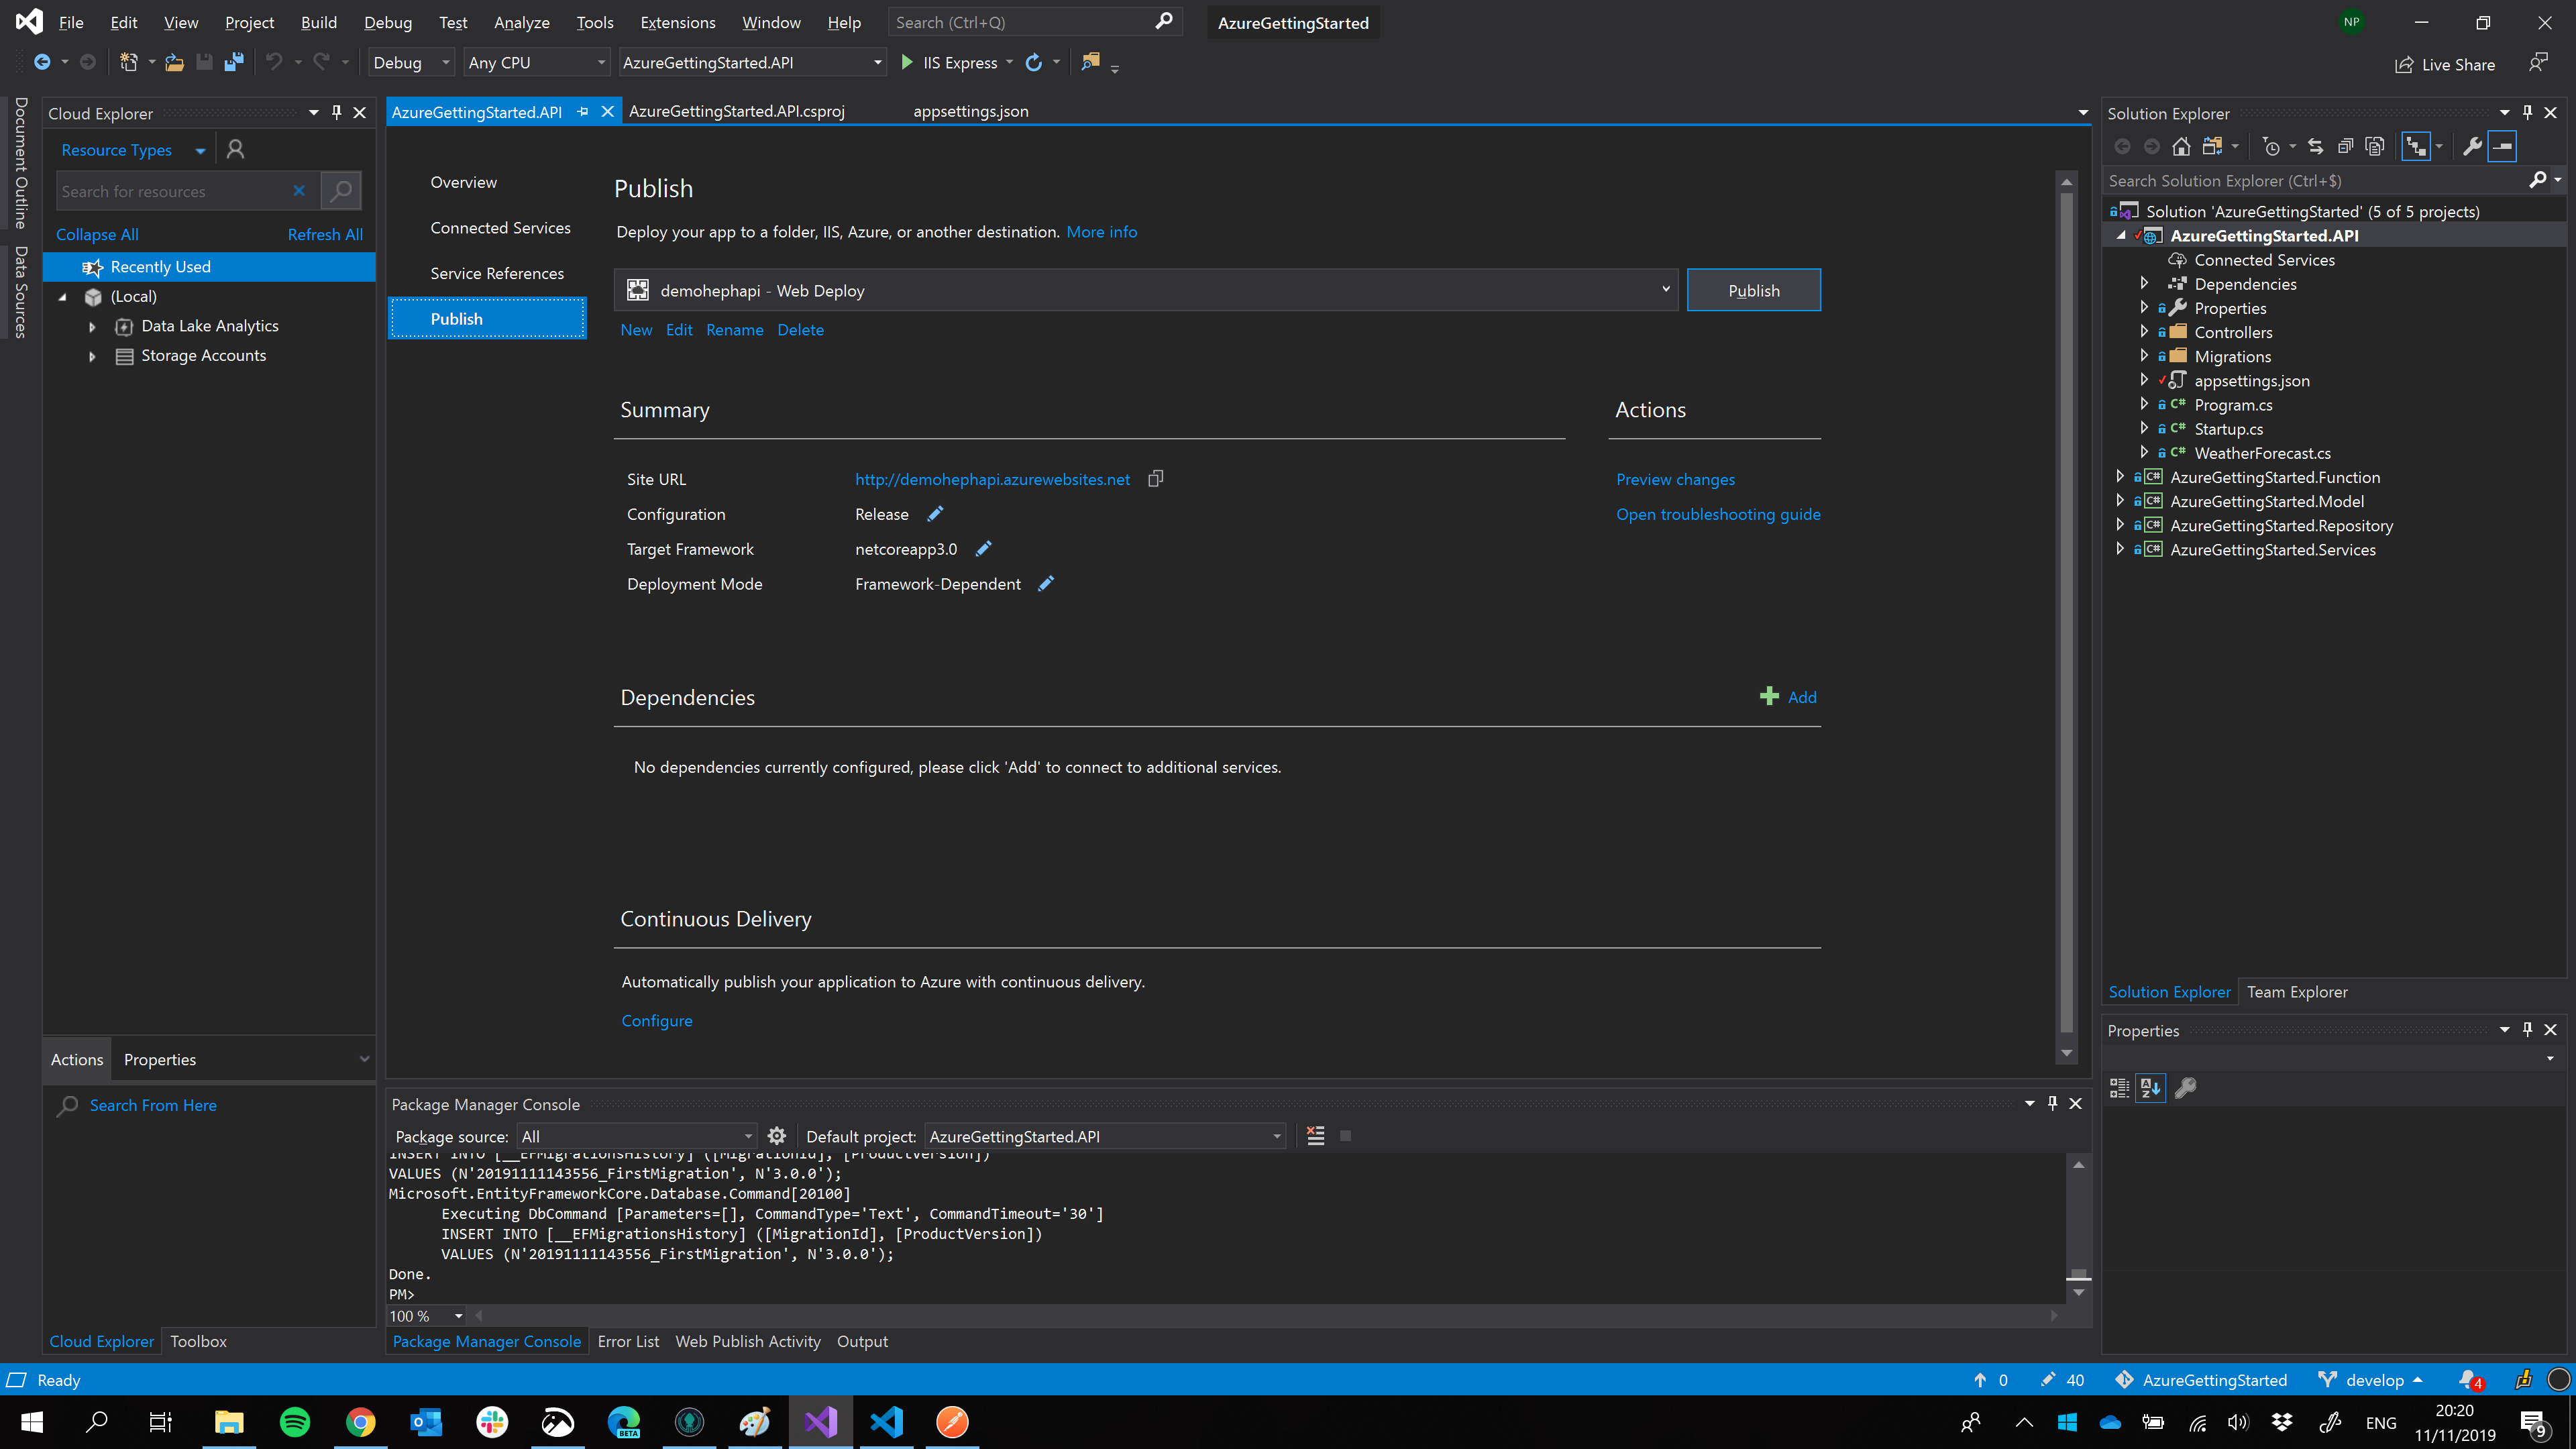 File Edit View Project Build Debug Test Analyze Tools Extensions Window Help Search (Ctrl+Q) AzureGettingStarted NP
Debug Any CPU AzureGettingStarted.API IIS Express Live Share
Document Outline
Data Sources
Cloud Explorer
Resource Types
Search for resources
Collapse All Refresh All
Recently Used
(Local)
Data Lake Analytics
Storage Accounts
Actions Properties
Search From Here
Cloud Explorer Toolbox
AzureGettingStarted.API AzureGettingStarted.API.csproj appsettings.json
Overview
Connected Services
Service References
Publish
Publish
Deploy your app to a folder, IIS, Azure, or another destination. More info
demohephapi - Web Deploy Publish
New Edit Rename Delete
Summary Actions
Site URL http://demohephapi.azurewebsites.net Preview changes
Configuration Release Open troubleshooting guide
Target Framework netcoreapp3.0
Deployment Mode Framework-Dependent
Dependencies Add
No dependencies currently configured, please click 'Add' to connect to additional services.
Continuous Delivery
Automatically publish your application to Azure with continuous delivery.
Configure
Package Manager Console
Package source: All Default project: AzureGettingStarted.API
INSERT INTO [__EFMigrationsHistory] ([MigrationId], [ProductVersion])
VALUES (N'20191111143556_FirstMigration', N'3.0.0');
Microsoft.EntityFrameworkCore.Database.Command[20100]
Executing DbCommand [Parameters=[], CommandType='Text', CommandTimeout='30']
INSERT INTO [__EFMigrationsHistory] ([MigrationId], [ProductVersion])
VALUES (N'20191111143556_FirstMigration', N'3.0.0');
Done.
PM>
100 %
Package Manager Console Error List Web Publish Activity Output
Solution Explorer
Search Solution Explorer (Ctrl+$)
Solution 'AzureGettingStarted' (5 of 5 projects)
AzureGettingStarted.API
Connected Services
Dependencies
Properties
Controllers
Migrations
appsettings.json
C# Program.cs
C# Startup.cs
C# WeatherForecast.cs
C# AzureGettingStarted.Function
C# AzureGettingStarted.Model
C# AzureGettingStarted.Repository
C# AzureGettingStarted.Services
Solution Explorer Team Explorer
Properties
Ready 0 40 AzureGettingStarted develop 4
BETA ENG 20:20
11/11/2019 9